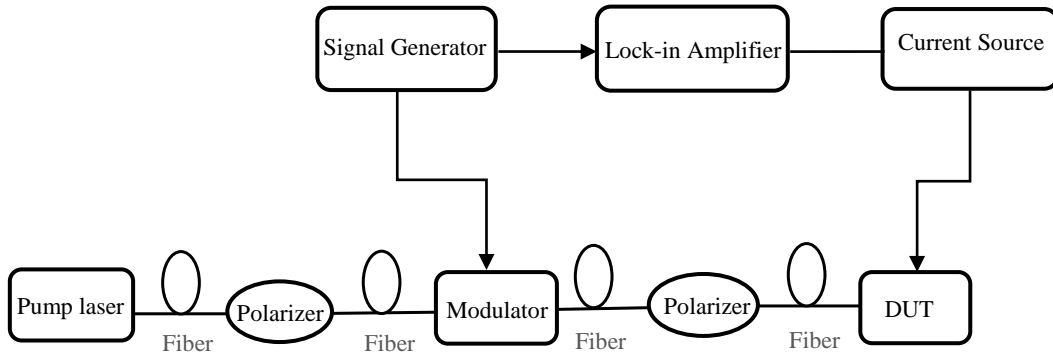 Signal Generator
Lock-in Amplifier
Current Source
Pump laser
Fiber
Polarizer
Fiber
Modulator
Fiber
Polarizer
Fiber
DUT